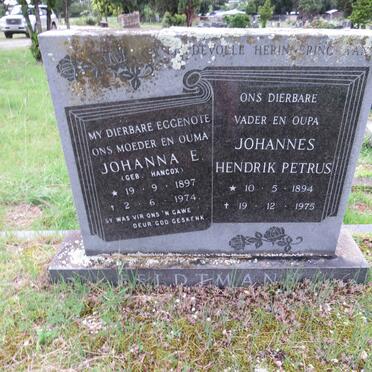 DEVOLLE HERINNERING AAN
MY DIERBARE EGGENOTE
ONS MOEDER EN OUMA
JOHANNA E.
(GEB. HANCOX)
* 19 - 9 - 1897
+ 2 - 6 - 1974
SY WAS VIR ONS 'N GAWE
DEUR GOD GESKENK
ONS DIERBARE
VADER EN OUPA
JOHANNES
HENDRIK PETRUS
* 10 - 5 - 1894
+ 19 - 12 - 1975